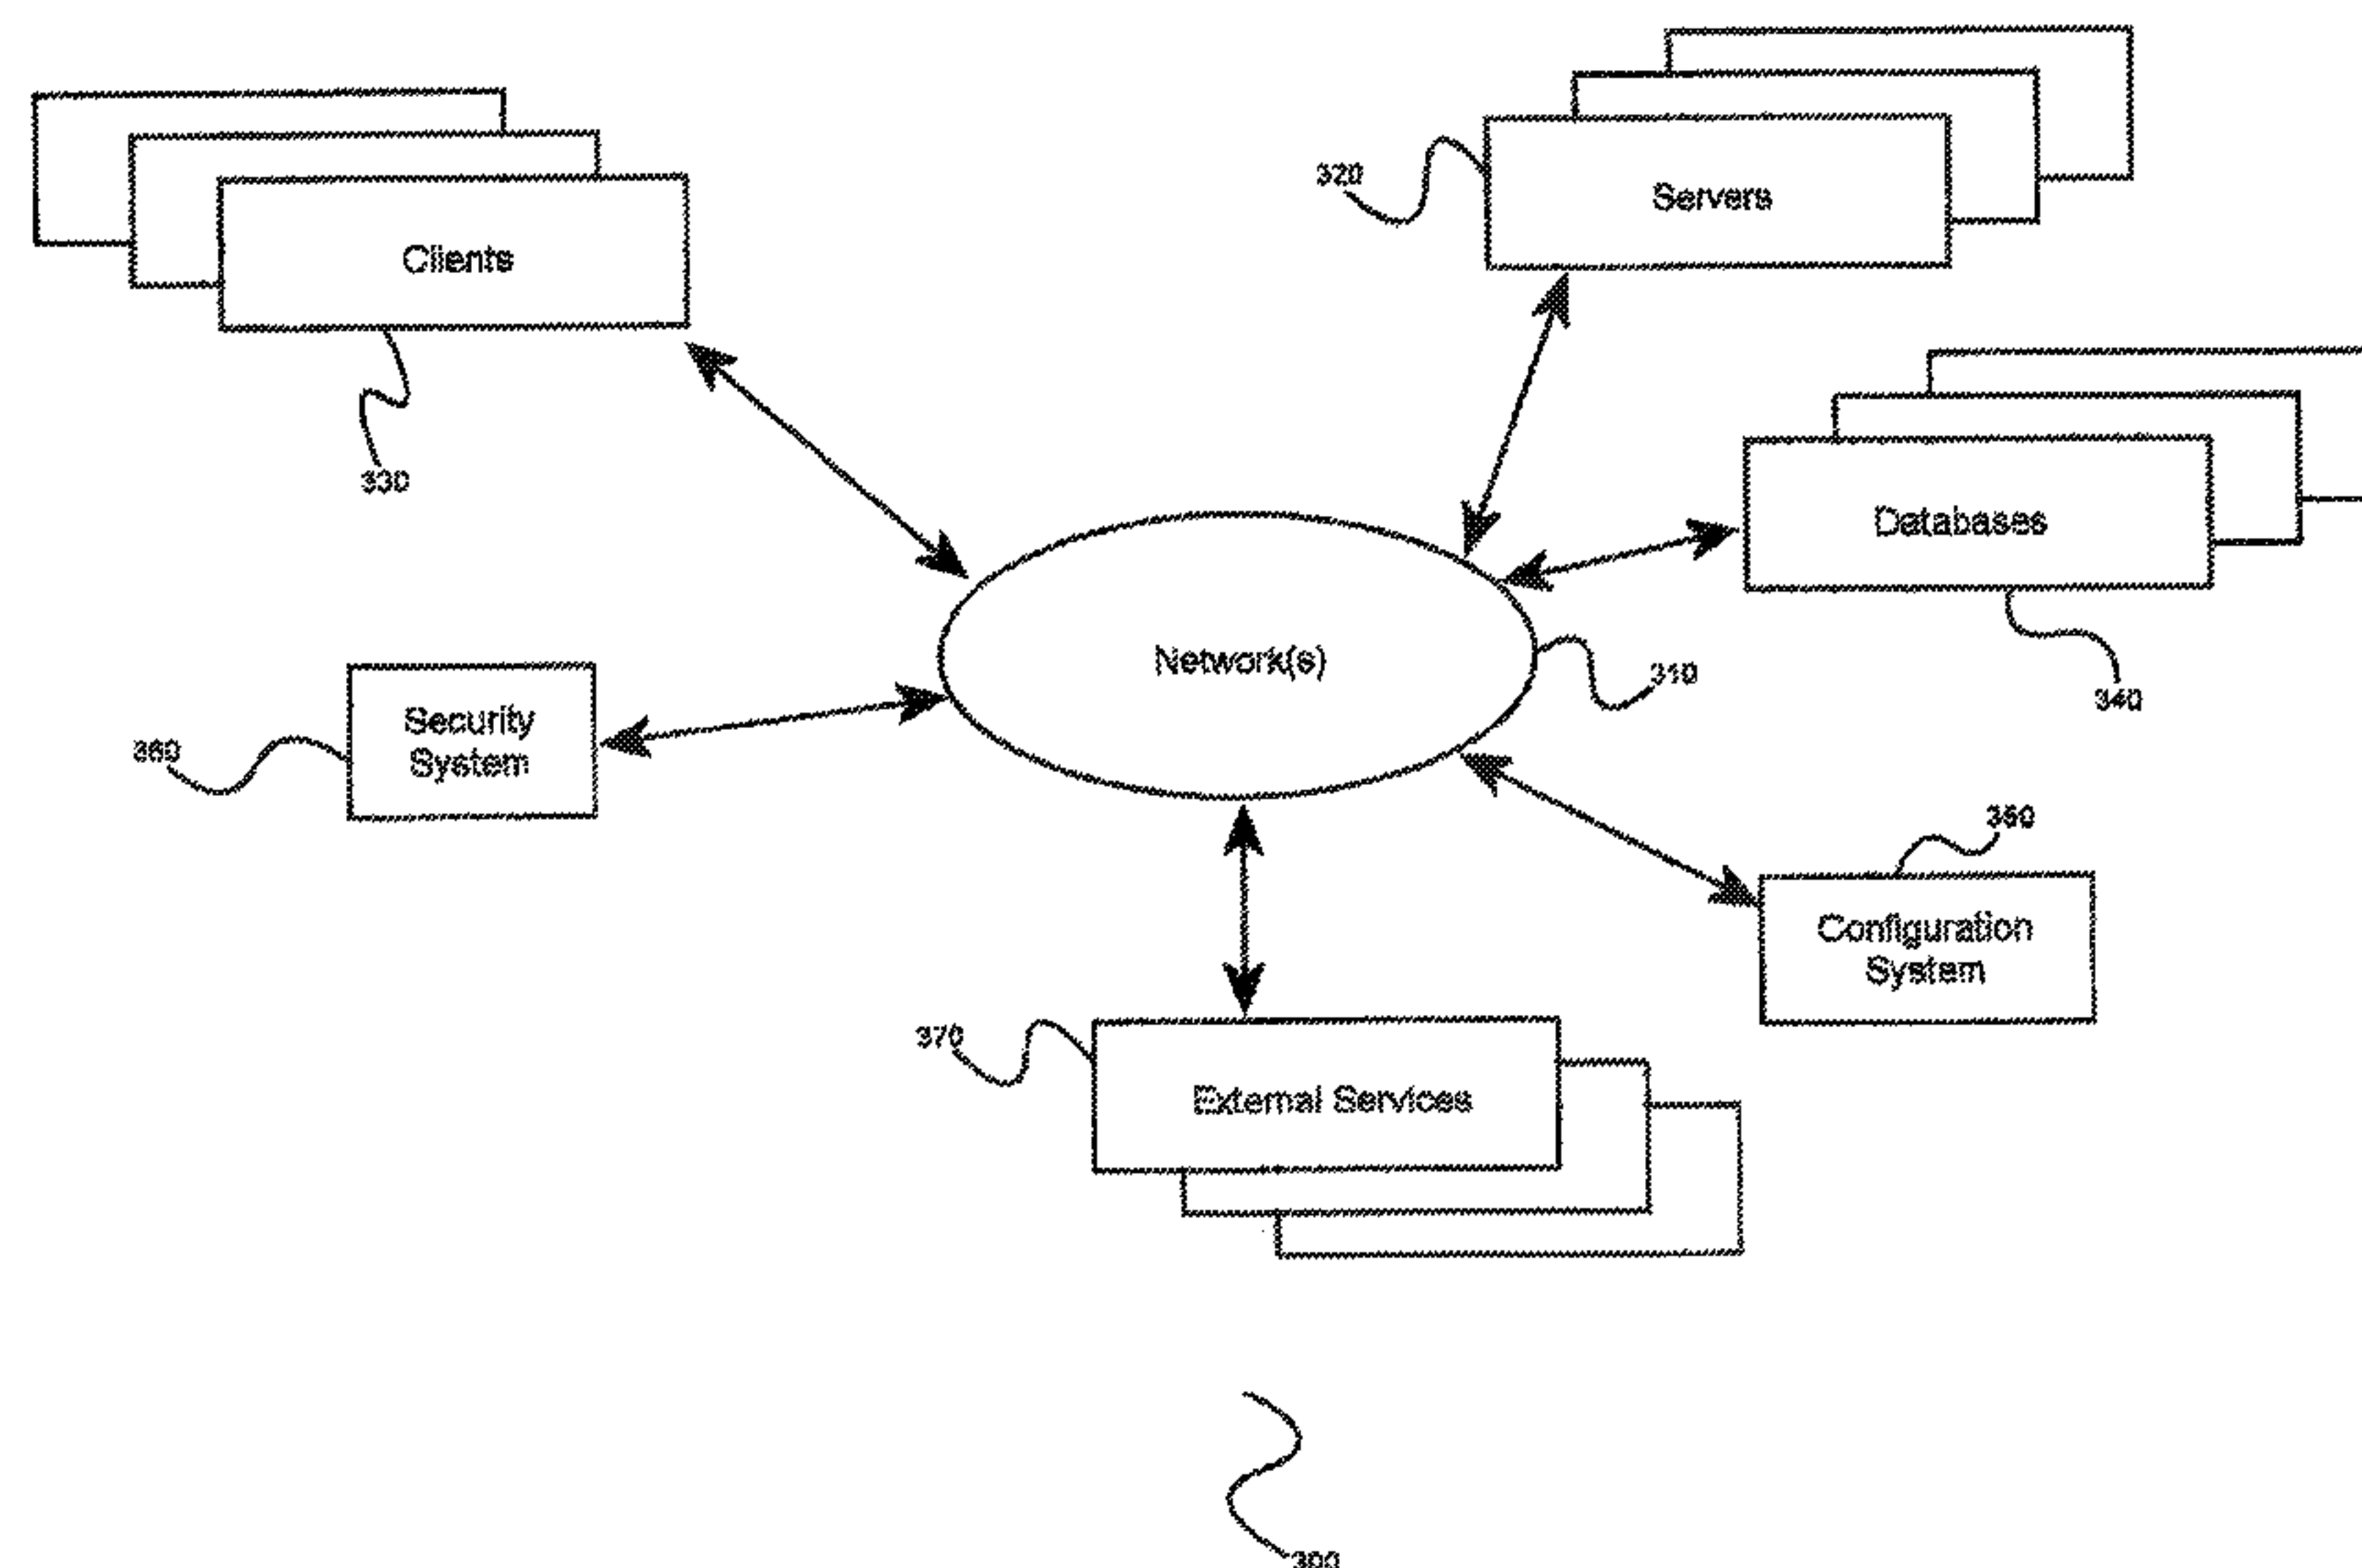 320
Servers
Clients
330
Databases
Network(s)
310
340
Security
System
360
350
Configuration
System
370
External Services
300